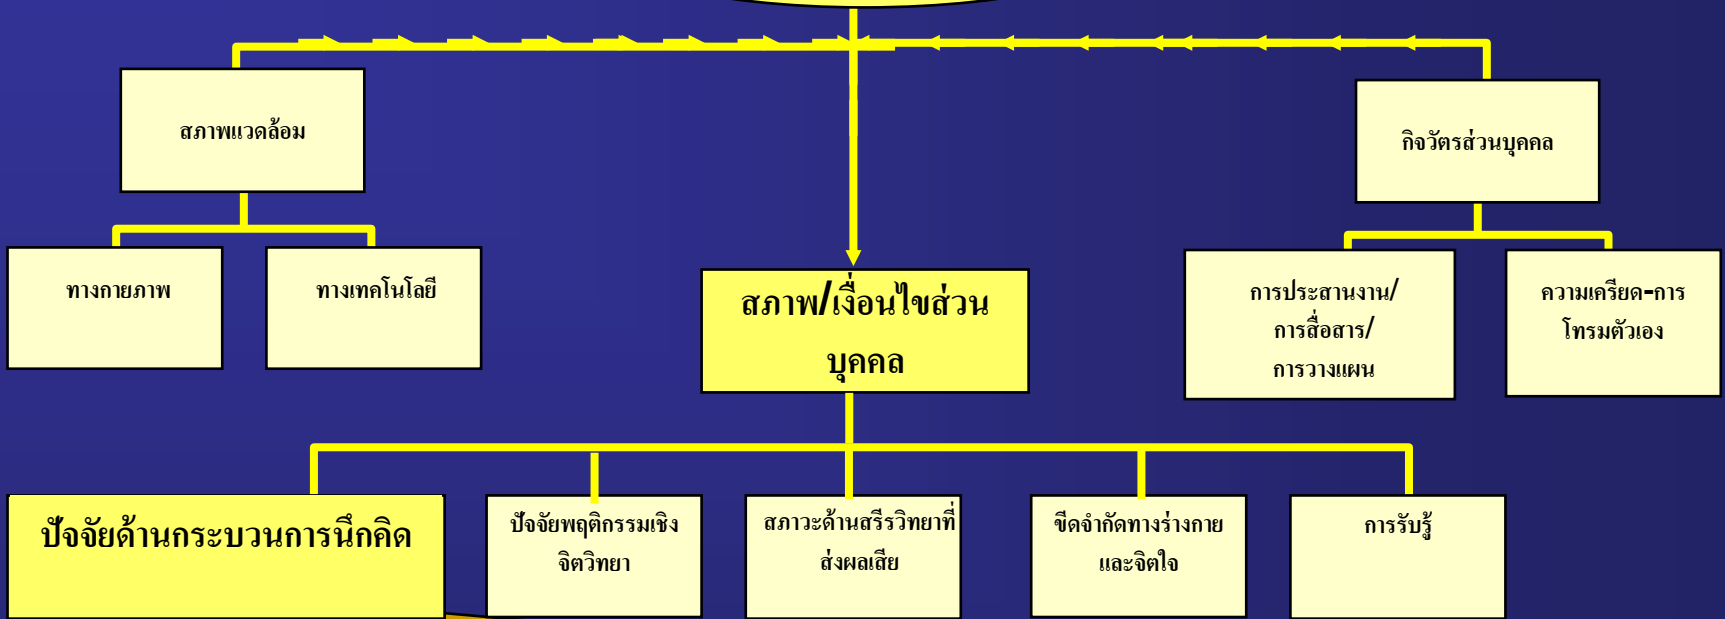 สภาพแวดล้อม
กิจวัตรส่วนบุคคล
ทางกายภาพ
ทางเทคโนโลยี
สภาพ/เงื่อนไขส่วน
บุคคล
การประสานงาน/
การสื่อสาร/
การวางแผน
ความเครียด-การ
โทรมตัวเอง
ปัจจัยด้านกระบวนการนึกคิด
ปัจจัยพฤติกรรมเชิง
จิตวิทยา
สภาวะด้านสรีรวิทยาที่
ส่งผลเสีย
ขีดจำกัดทางร่างกาย
และจิตใจ
การรับรู้